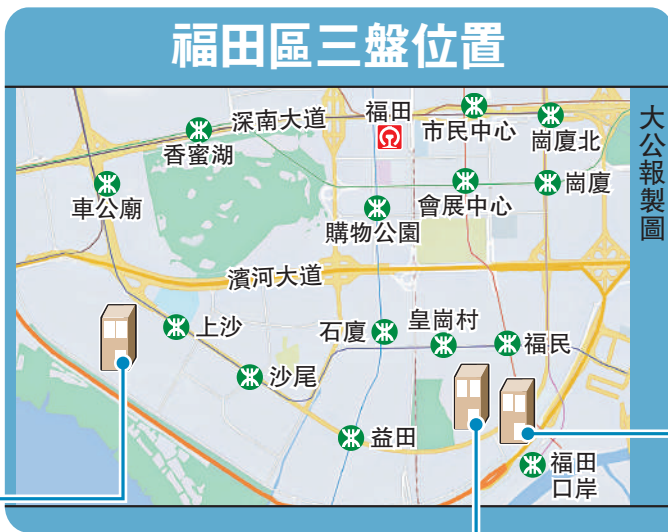 福田區三盤位置
深南大道
福田
市民中心
崗廈北
香蜜湖
車公廟
會展中心
崗廈
購物公園
濱河大道
上沙
石廈
皇崗村
福民
沙尾
益田
福田
口岸
大公報製圖